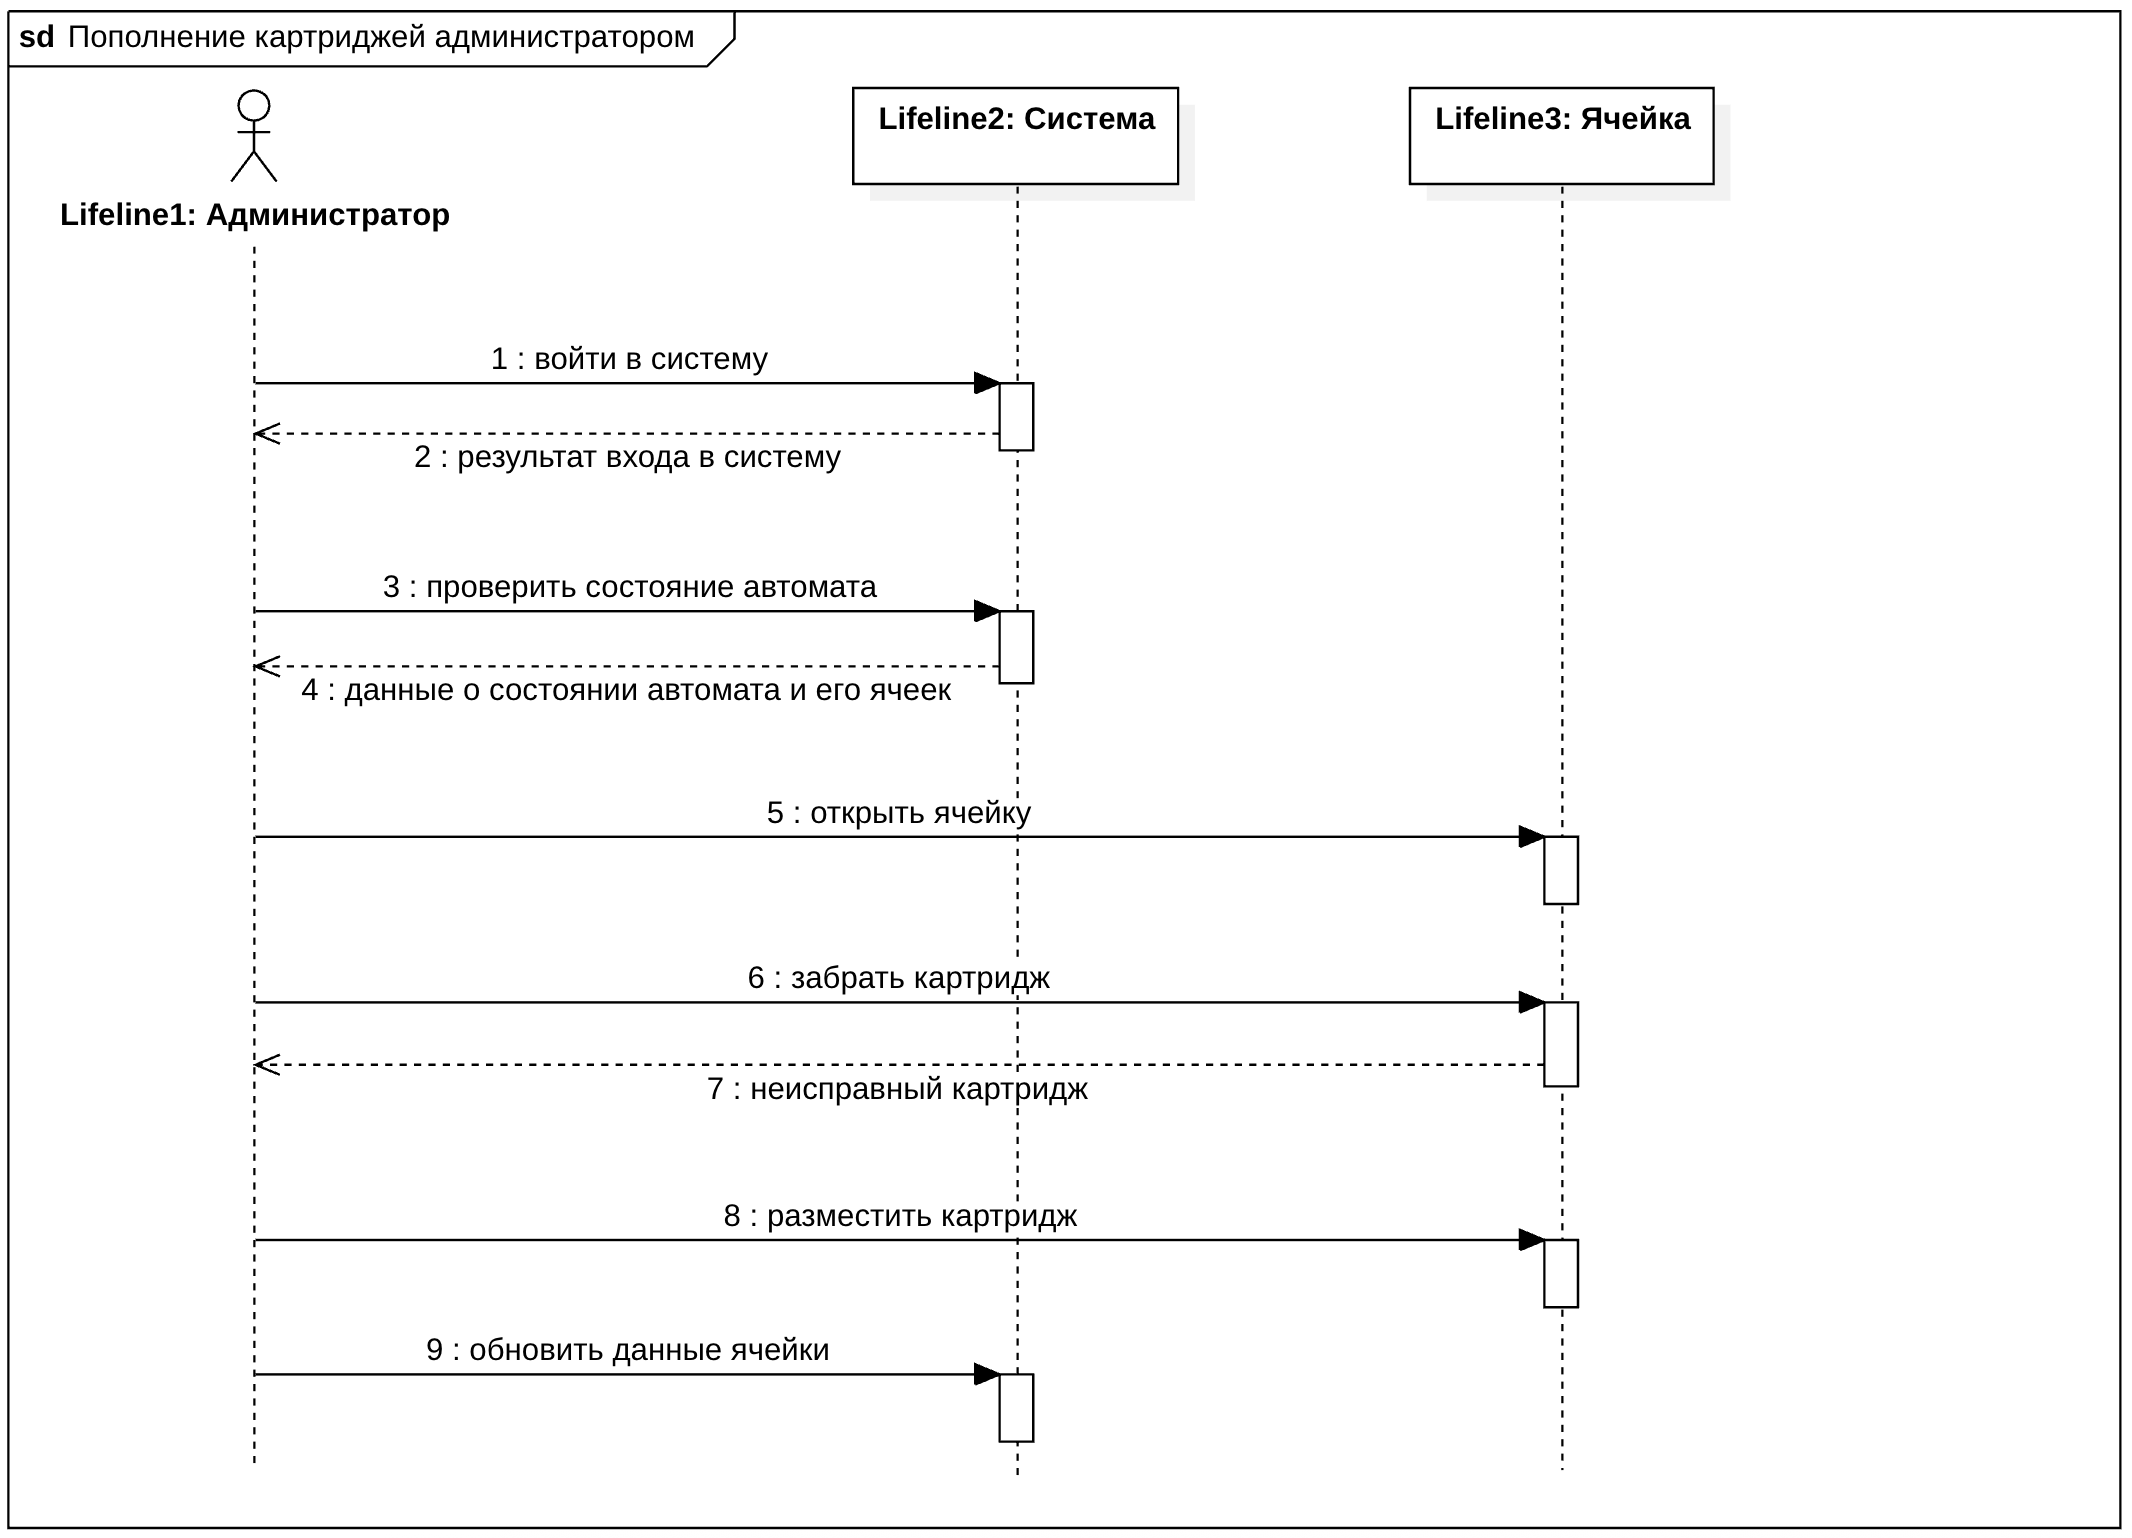 sd Пополнение картриджей администратором
Lifeline2: Система
Lifeline3: Ячейка
Lifeline1: Администратор
1 : войти в систему
2 : результат входа в систему
3 : проверить состояние автомата
4 : данные о состоянии автомата и его ячеек
5 : открыть ячейку
6 : забрать картридж
7 : неисправный картридж
8 : разместить картридж
9 : обновить данные ячейки